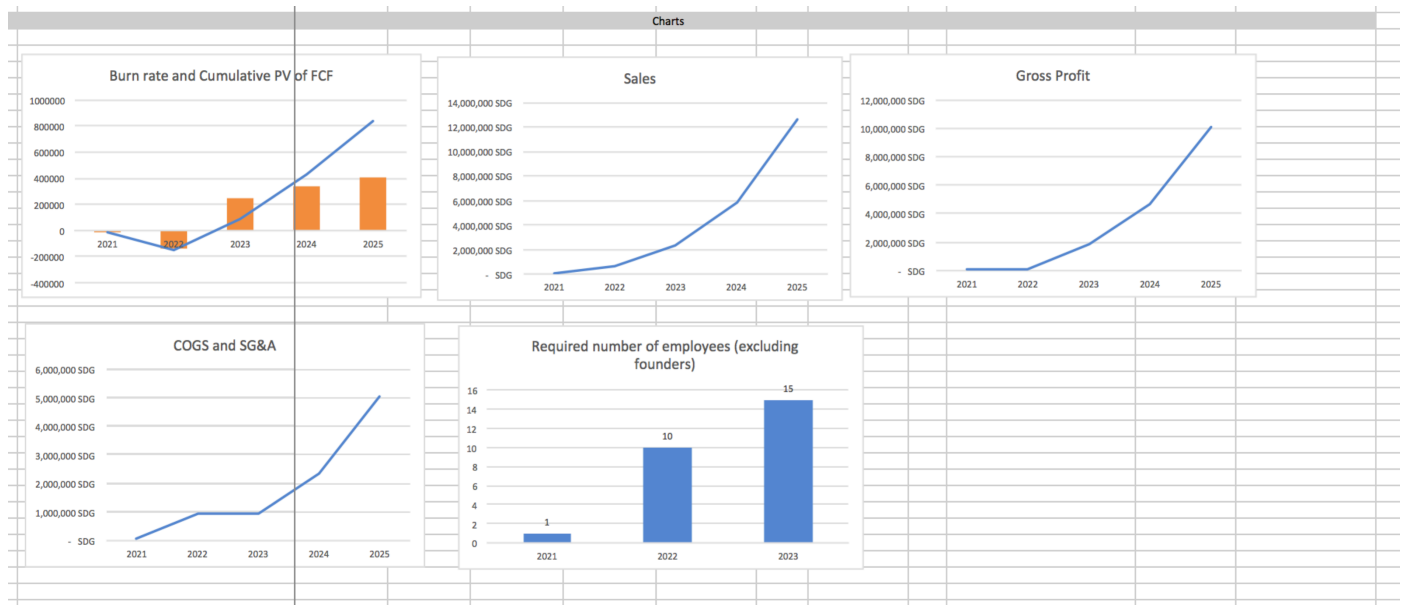 Charts
Burn rate and Cumulative PV of FCF
1000000
800000
600000
400000
200000
0
-200000
-400000
2021 2022 2023 2024 2025
Sales
14,000,000 SDG
12,000,000 SDG
10,000,000 SDG
8,000,000 SDG
6,000,000 SDG
4,000,000 SDG
2,000,000 SDG
- SDG
2021 2022 2023 2024 2025
Gross Profit
12,000,000 SDG
10,000,000 SDG
8,000,000 SDG
6,000,000 SDG
4,000,000 SDG
2,000,000 SDG
- SDG
2021 2022 2023 2024 2025
COGS and SG&A
6,000,000 SDG
5,000,000 SDG
4,000,000 SDG
3,000,000 SDG
2,000,000 SDG
1,000,000 SDG
- SDG
2021 2022 2023 2024 2025
Required number of employees (excluding
founders)
16
14
12
10
8
6
4
2
0
1
10
15
2021 2022 2023